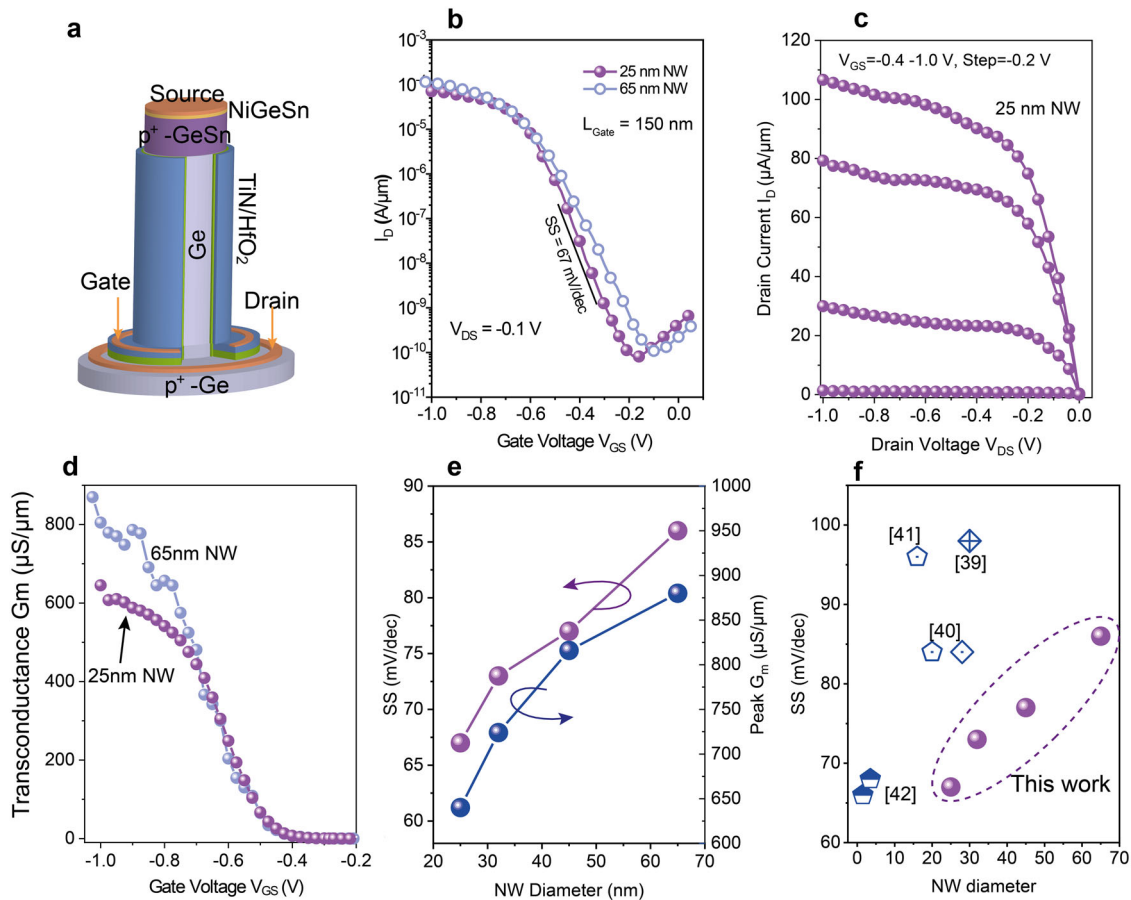 a
Source
NiGeSn
p⁺ -GeSn
TiN/HfO₂
Ge
Gate
Drain
p⁺ -Ge
b
10⁻³
10⁻⁴
10⁻⁵
10⁻⁶
10⁻⁷
10⁻⁸
10⁻⁹
10⁻¹⁰
10⁻¹¹
I_D (A/µm)
25 nm NW
65 nm NW
L_Gate = 150 nm
SS = 67 mV/dec
V_DS = -0.1 V
-1.0 -0.8 -0.6 -0.4 -0.2 0.0
Gate Voltage V_GS (V)
c
120
100
80
60
40
20
0
Drain Current I_D (µA/µm)
V_GS=-0.4 -1.0 V, Step=-0.2 V
25 nm NW
-1.0 -0.8 -0.6 -0.4 -0.2 0.0
Drain Voltage V_DS (V)
d
800
600
400
200
0
Transconductance Gm (µS/µm)
65nm NW
25nm NW
-1.0 -0.8 -0.6 -0.4 -0.2
Gate Voltage V_GS (V)
e
90
85
80
75
70
65
60
SS (mV/dec)
1000
950
900
850
800
750
700
650
600
Peak G_m (µS/µm)
20 30 40 50 60 70
NW Diameter (nm)
f
100
90
80
70
60
SS (mV/dec)
[41]
[39]
[40]
[42]
This work
0 10 20 30 40 50 60 70
NW diameter